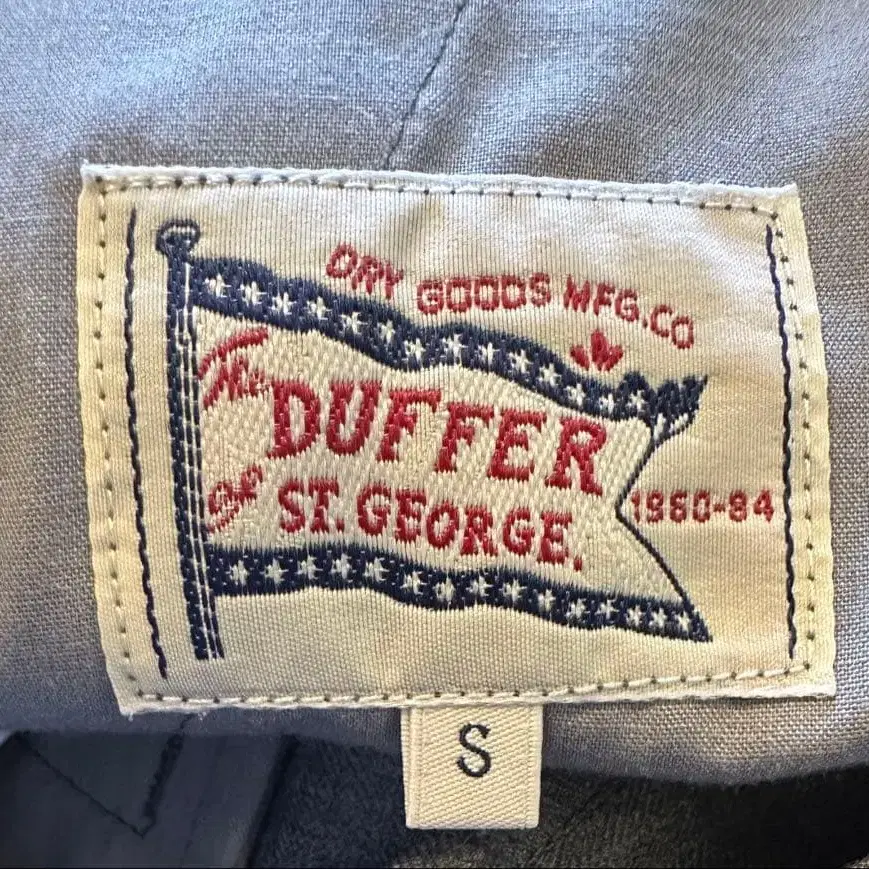 DRY GOODS MFG.CO
The
DUFFER
of
ST. GEORGE.
1980-84
S